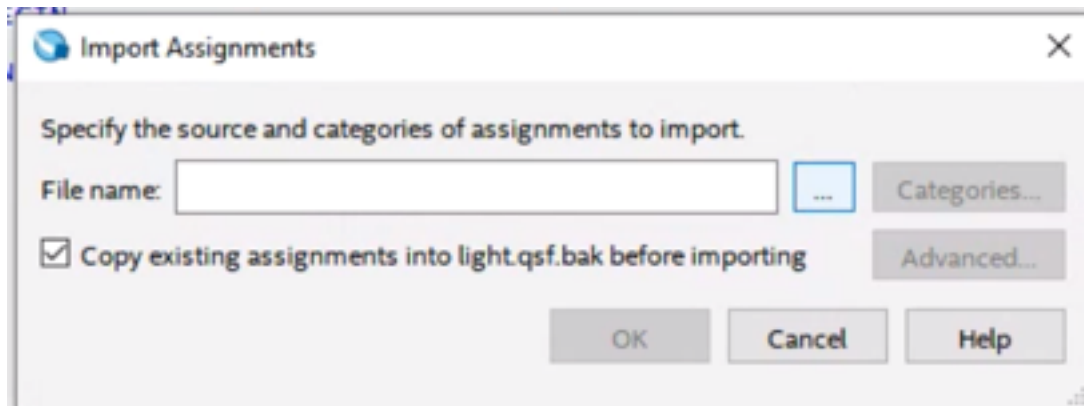 Import Assignments
Specify the source and categories of assignments to import.
File name: ... Categories...
Copy existing assignments into light.qsf.bak before importing Advanced...
OK Cancel Help